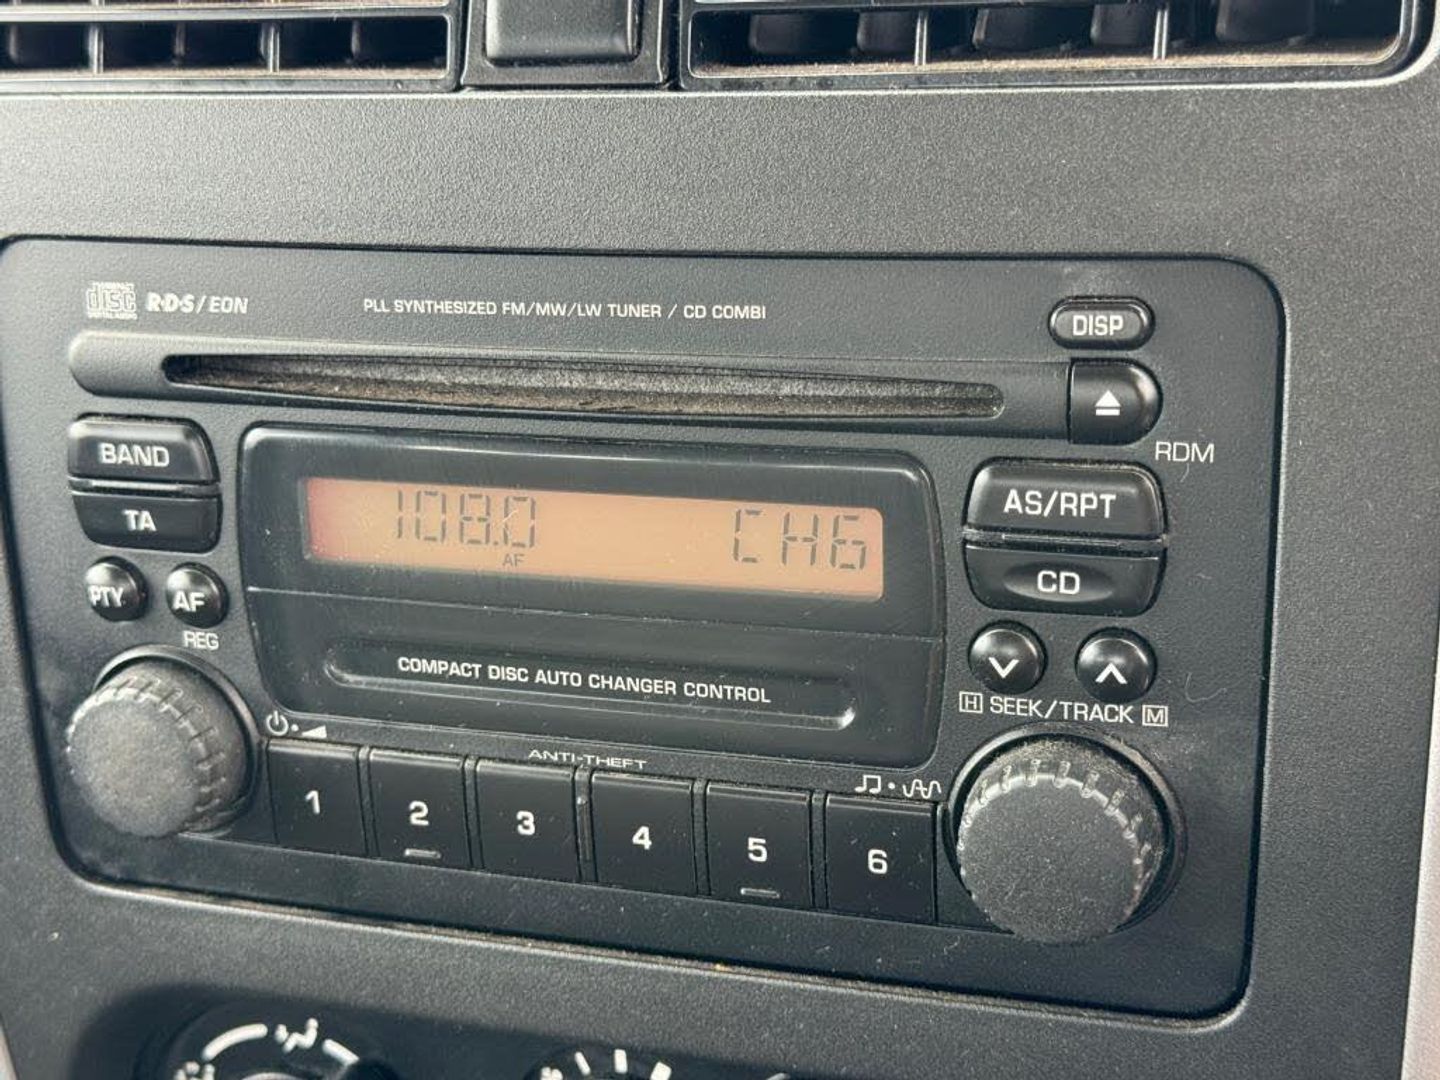 COMPACT disc DIGITAL AUDIO R·D·S/EON PLL SYNTHESIZED FM/MW/LW TUNER / CD COMBI DISP
RDM
BAND
TA
108.0 CH6
AF
AS/RPT
CD
PTY AF
REG
H SEEK/TRACK M
COMPACT DISC AUTO CHANGER CONTROL
ANTI-THEFT
1 2 3 4 5 6